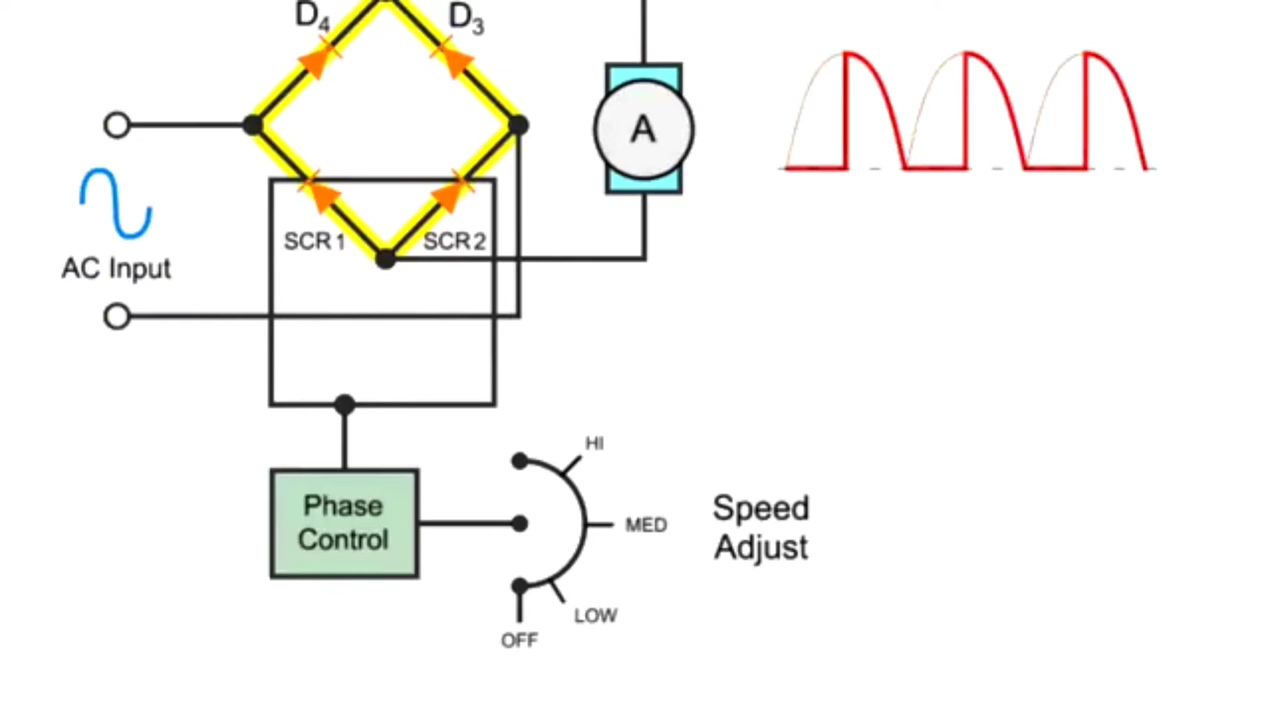 D4
D3
A
SCR 1
SCR 2
AC Input
HI
Phase
Control
MED
Speed
Adjust
LOW
OFF